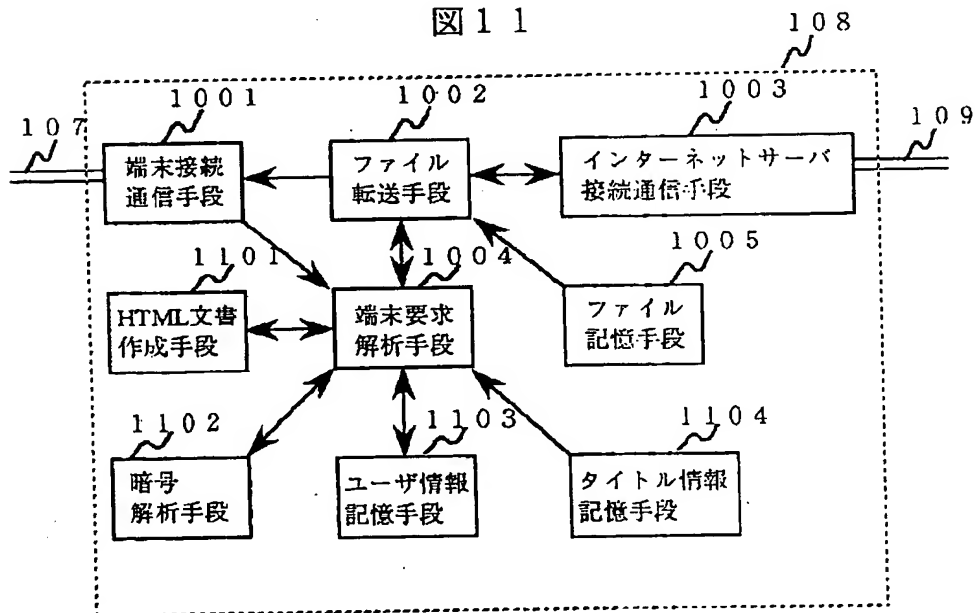 図11
108
1001
1002
1003
107
109
端末接続
通信手段
ファイル
転送手段
インターネットサーバ
接続通信手段
1101
1004
1005
HTML文書
作成手段
端末要求
解析手段
ファイル
記憶手段
1102
1103
1104
暗号
解析手段
ユーザ情報
記憶手段
タイトル情報
記憶手段